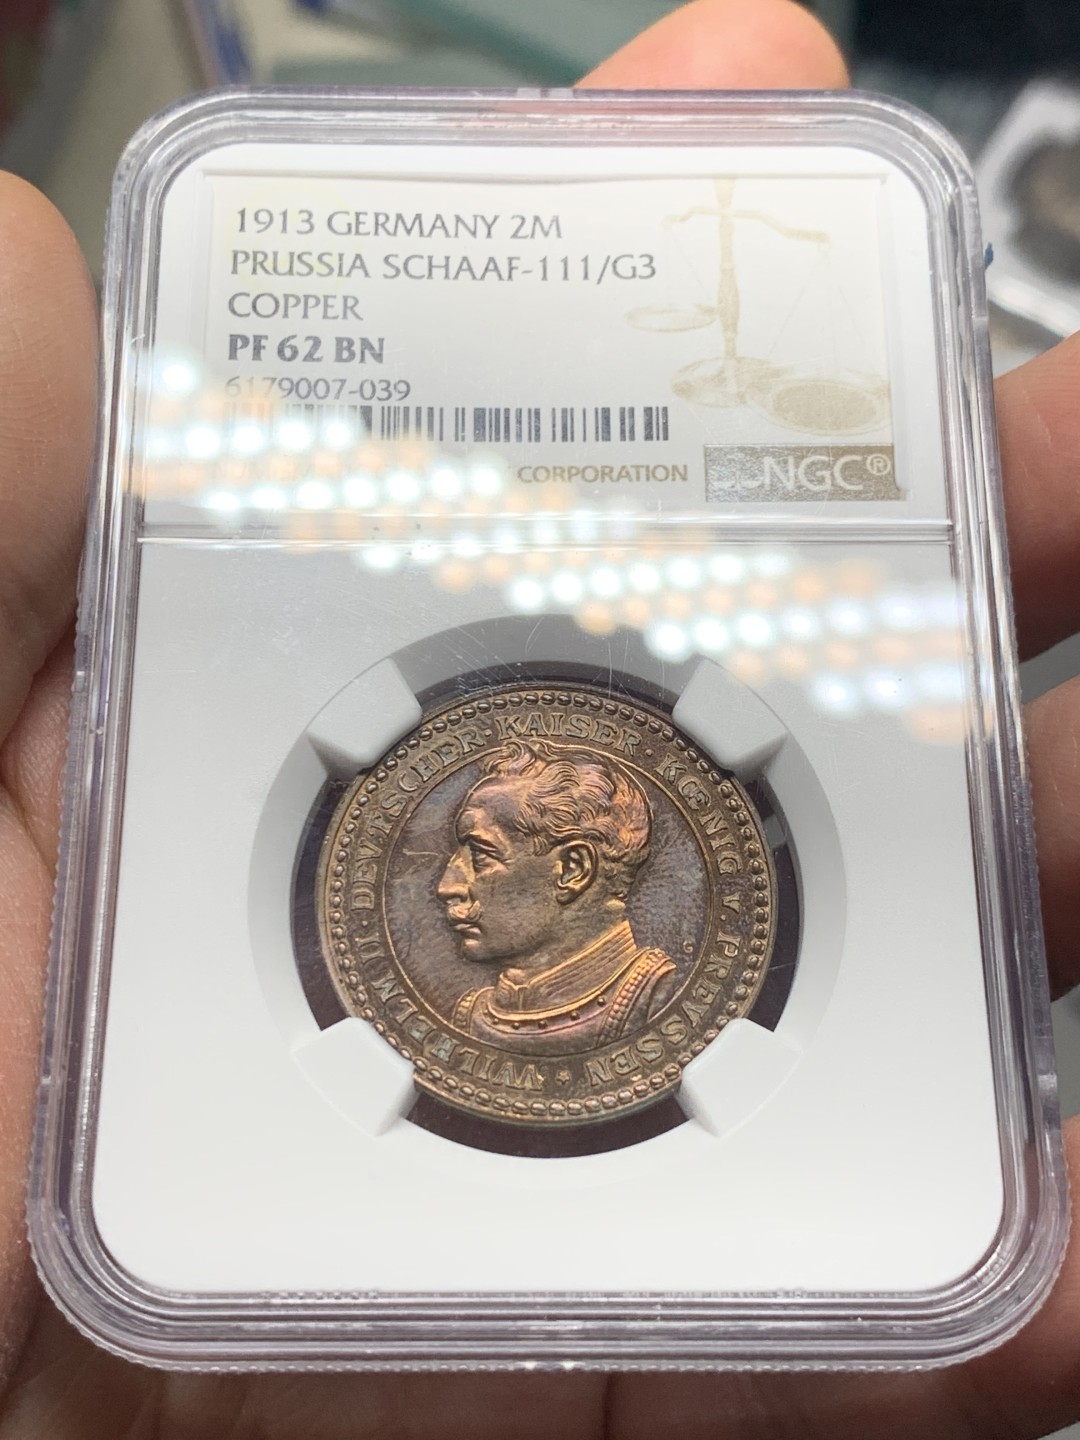 1913 GERMANY 2M
PRUSSIA SCHAAF-111/G3
COPPER
PF 62 BN
6179007-039
CORPORATION
NGC®
WILHELM II · DEVTSCHER · KAISER · KŒNIG V. PREVSSEN